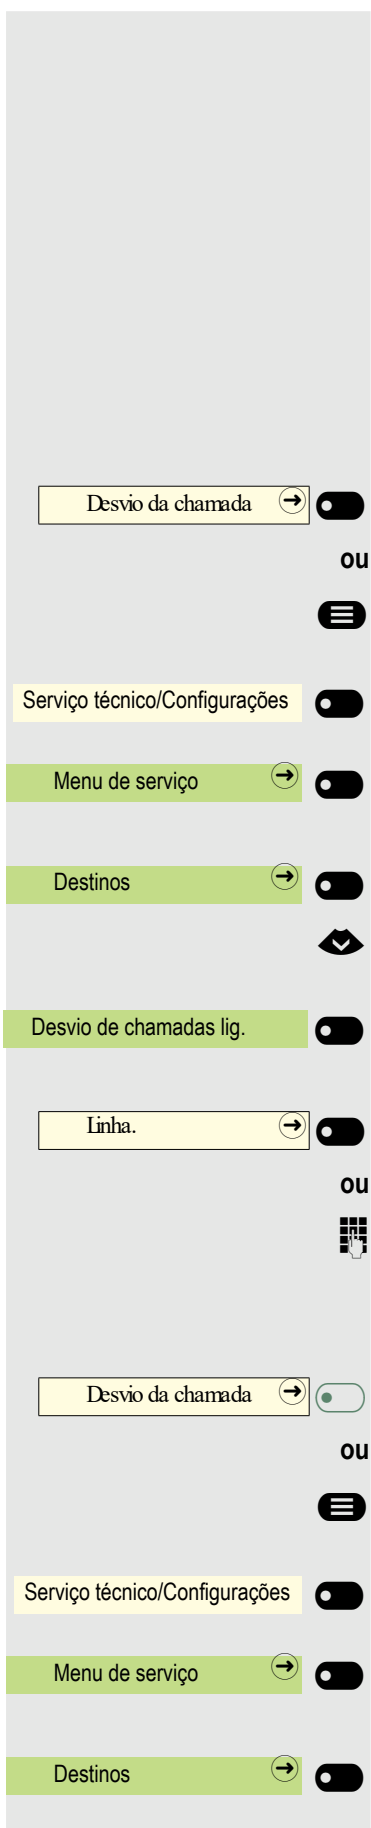 Desvio da chamada
ou
Serviço técnico/Configurações
Menu de serviço
Destinos
Desvio de chamadas lig.
Linha.
ou
Desvio da chamada
ou
Serviço técnico/Configurações
Menu de serviço
Destinos